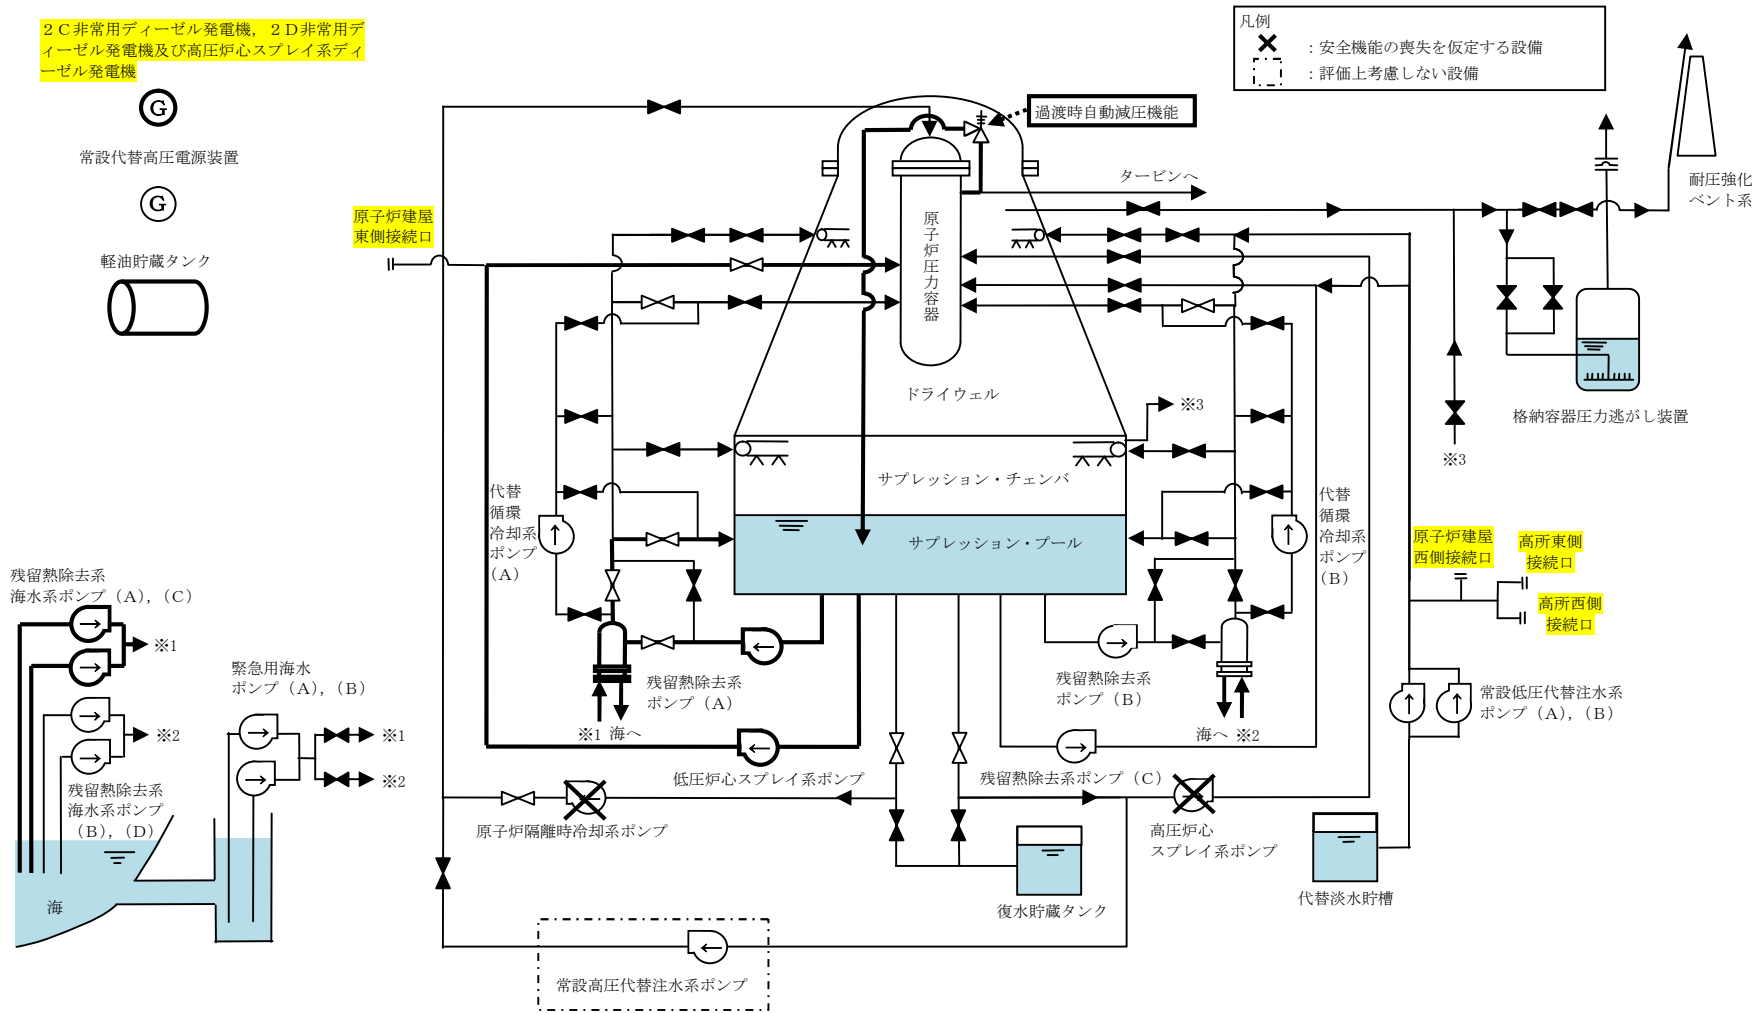 ２Ｃ非常用ディーゼル発電機，２Ｄ非常用デ
ィーゼル発電機及び高圧炉心スプレイ系ディ
ーゼル発電機
G
常設代替高圧電源装置
G
軽油貯蔵タンク
凡例
：安全機能の喪失を仮定する設備
：評価上考慮しない設備
過渡時自動減圧機能
タービンへ
耐圧強化
ベント系
原子炉建屋
東側接続口
原子炉圧力容器
ドライウェル
※3
格納容器圧力逃がし装置
※3
サプレッション・チェンバ
サプレッション・プール
代替
循環
冷却系
ポンプ
（A）
代替
循環
冷却系
ポンプ
（B）
原子炉建屋
西側接続口
高所東側
接続口
高所西側
接続口
残留熱除去系
海水系ポンプ（A），（C）
※1
※2
残留熱除去系
海水系ポンプ
（B），（D）
緊急用海水
ポンプ（A），（B）
※1
※2
海
残留熱除去系
ポンプ（A）
※1
海へ
残留熱除去系
ポンプ（B）
海へ
※2
常設低圧代替注水系
ポンプ（A），（B）
低圧炉心スプレイ系ポンプ
残留熱除去系ポンプ（C）
原子炉隔離時冷却系ポンプ
高圧炉心
スプレイ系ポンプ
復水貯蔵タンク
代替淡水貯槽
常設高圧代替注水系ポンプ